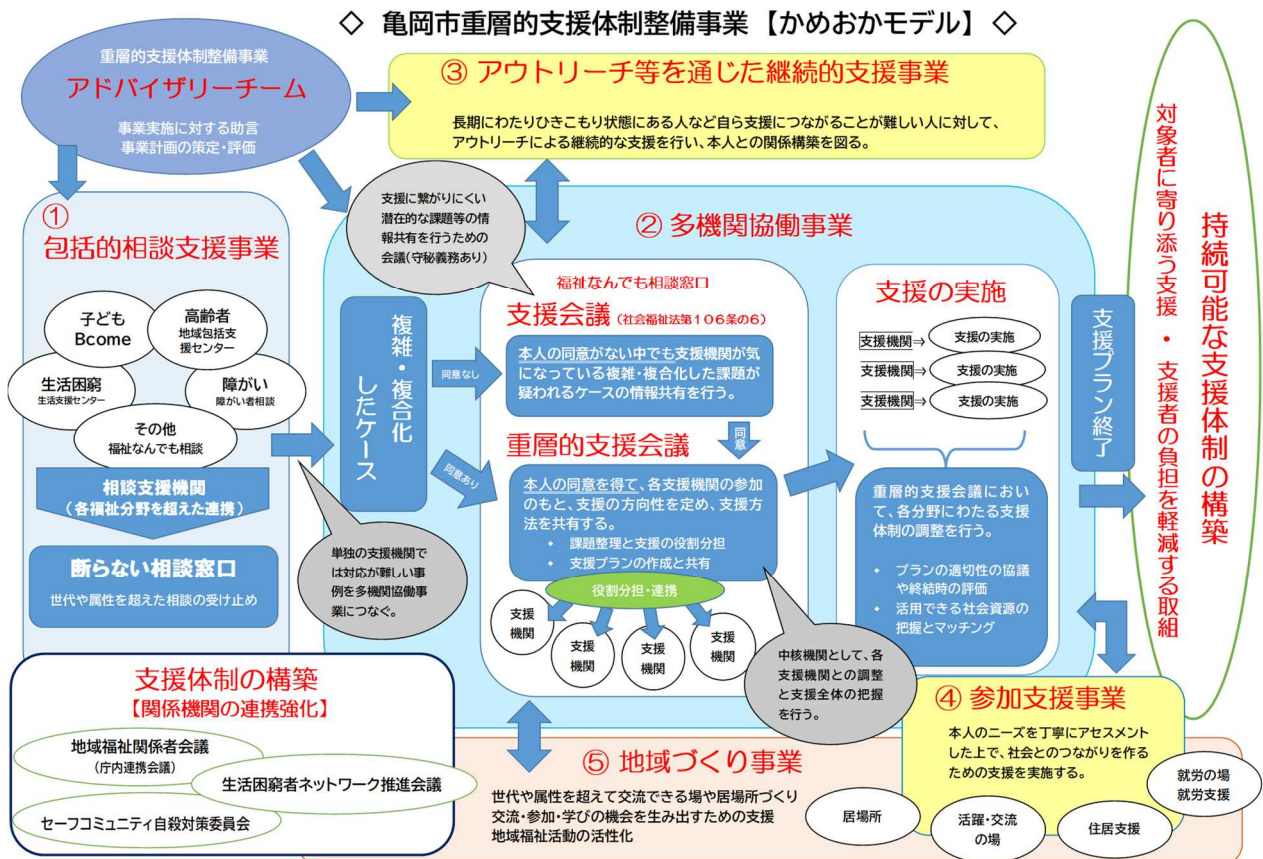 ◇ 亀岡市重層的支援体制整備事業 【かめおかモデル】 ◇
重層的支援体制整備事業
アドバイザリーチーム
事業実施に対する助言
事業計画の策定・評価
③ アウトリーチ等を通じた継続的支援事業
長期にわたりひきこもり状態にある人など自ら支援につながることが難しい人に対して、
アウトリーチによる継続的な支援を行い、本人との関係構築を図る。
①
包括的相談支援事業
子ども
Bcome
高齢者
地域包括支
援センター
生活困窮
生活支援センター
障がい
障がい者相談
その他
福祉なんでも相談
相談支援機関
（各福祉分野を超えた連携）
断らない相談窓口
世代や属性を超えた相談の受け止め
支援に繋がりにくい
潜在的な課題等の情
報共有を行うための
会議(守秘義務あり)
単独の支援機関で
は対応が難しい事
例を多機関協働事
業につなぐ。
② 多機関協働事業
複雑・複合化
したケース
同意なし
同意あり
福祉なんでも相談窓口
支援会議（社会福祉法第１０６条の６）
本人の同意がない中でも支援機関が気
になっている複雑・複合化した課題が
疑われるケースの情報共有を行う。
同意
重層的支援会議
本人の同意を得て、各支援機関の参加
のもと、支援の方向性を定め、支援方
法を共有する。
・ 課題整理と支援の役割分担
・ 支援プランの作成と共有
役割分担・連携
支援
機関
支援
機関
支援
機関
支援
機関
中核機関として、各
支援機関との調整
と支援全体の把握
を行う。
支援の実施
支援機関⇒ 支援の実施
支援機関⇒ 支援の実施
支援機関⇒ 支援の実施
重層的支援会議におい
て、各分野にわたる支援
体制の調整を行う。
・ プランの適切性の協議
や終結時の評価
・ 活用できる社会資源の
把握とマッチング
支援プラン終了
持続可能な支援体制の構築
対象者に寄り添う支援 ・ 支援者の負担を軽減する取組
支援体制の構築
【関係機関の連携強化】
地域福祉関係者会議
(庁内連携会議)
生活困窮者ネットワーク推進会議
セーフコミュニティ自殺対策委員会
⑤ 地域づくり事業
世代や属性を超えて交流できる場や居場所づくり
交流・参加・学びの機会を生み出すための支援
地域福祉活動の活性化
④ 参加支援事業
本人のニーズを丁寧にアセスメント
した上で、社会とのつながりを作る
ための支援を実施する。
居場所
活躍・交流
の場
住居支援
就労の場
就労支援